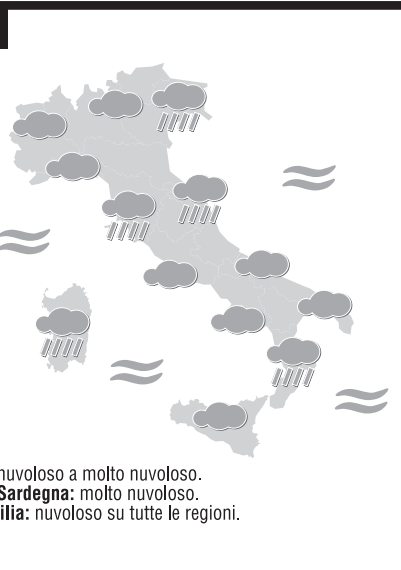 nuvoloso a molto nuvoloso.
Sardegna: molto nuvoloso.
ilia: nuvoloso su tutte le regioni.